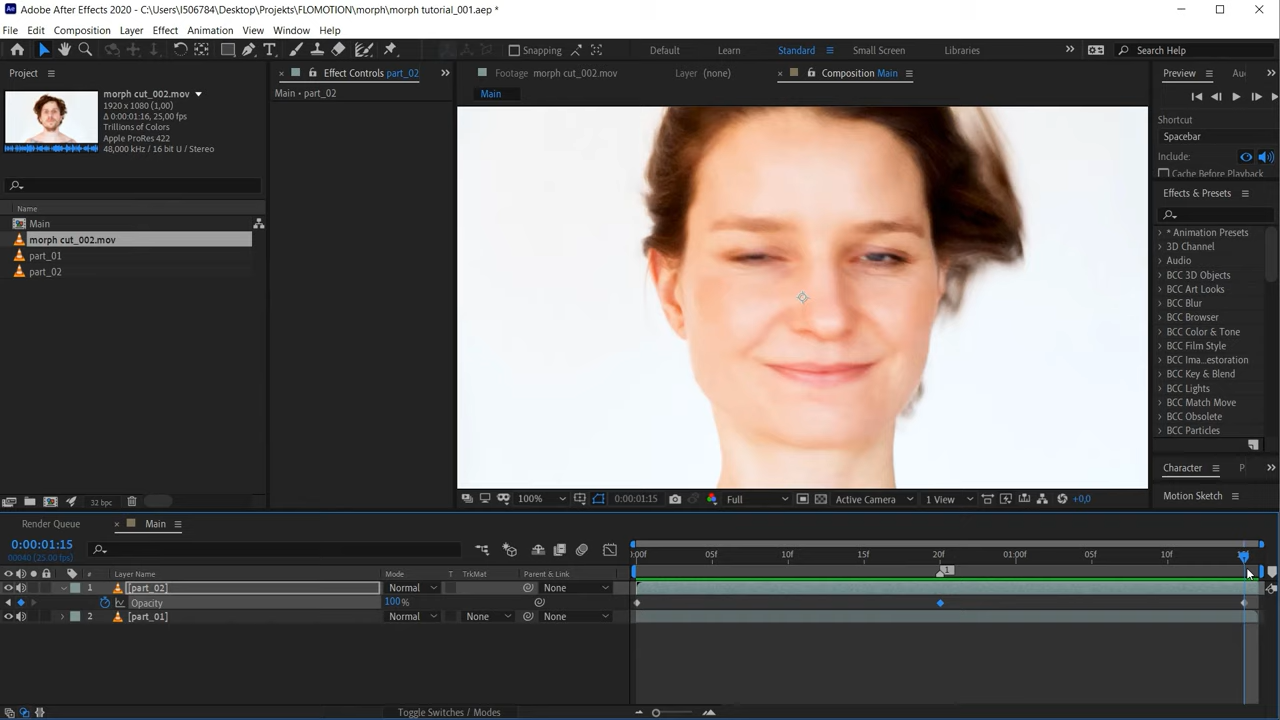 Adobe After Effects 2020 - C:\Users\I506784\Desktop\Projekts\FLOMOTION\morph\morph tutorial_001.aep *
File Edit Composition Layer Effect Animation View Window Help
Snapping Default Learn Standard Small Screen Libraries Search Help
Project
Effect Controls part_02
Footage morph cut_002.mov
Layer (none)
Composition Main
Preview
Au
morph cut_002.mov
1920 x 1080 (1,00)
Δ 0:00:01:16, 25,00 fps
Trillions of Colors
Apple ProRes 422
48,000 kHz / 16 bit U / Stereo
Main • part_02
Main
Shortcut
Spacebar
Include:
Cache Before Playback
Effects & Presets
Name
Main
morph cut_002.mov
part_01
part_02
* Animation Presets
3D Channel
Audio
BCC 3D Objects
BCC Art Looks
BCC Blur
BCC Browser
BCC Color & Tone
BCC Film Style
BCC Ima...estoration
BCC Key & Blend
BCC Lights
BCC Match Move
BCC Obsolete
BCC Particles
Character
P
Motion Sketch
32 bpc
100% 0:00:01:15 Full Active Camera 1 View +0,0
Render Queue
Main
0:00:01:15
00040 (25.00 fps)
:00f 05f 10f 15f 20f 01:00f 05f 10f
1
# Layer Name Mode T TrkMat Parent & Link
1 [part_02] Normal None
Opacity 100%
2 [part_01] Normal None None
Toggle Switches / Modes